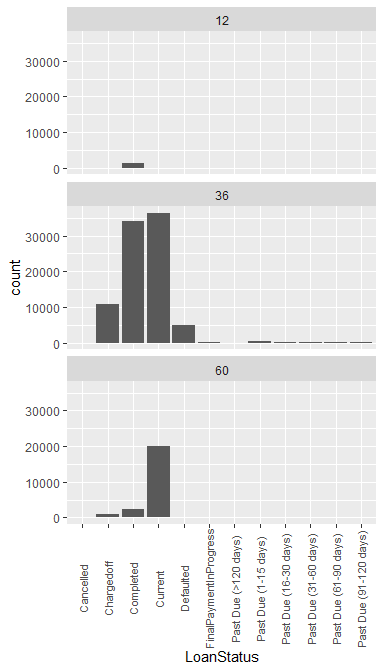 12
30000
20000
10000
0
36
30000
20000
10000
0
60
30000
20000
10000
0
count
Cancelled
Chargedoff
Completed
Current
Defaulted
FinalPaymentInProgress
Past Due (>120 days)
Past Due (1-15 days)
Past Due (16-30 days)
Past Due (31-60 days)
Past Due (61-90 days)
Past Due (91-120 days)
LoanStatus